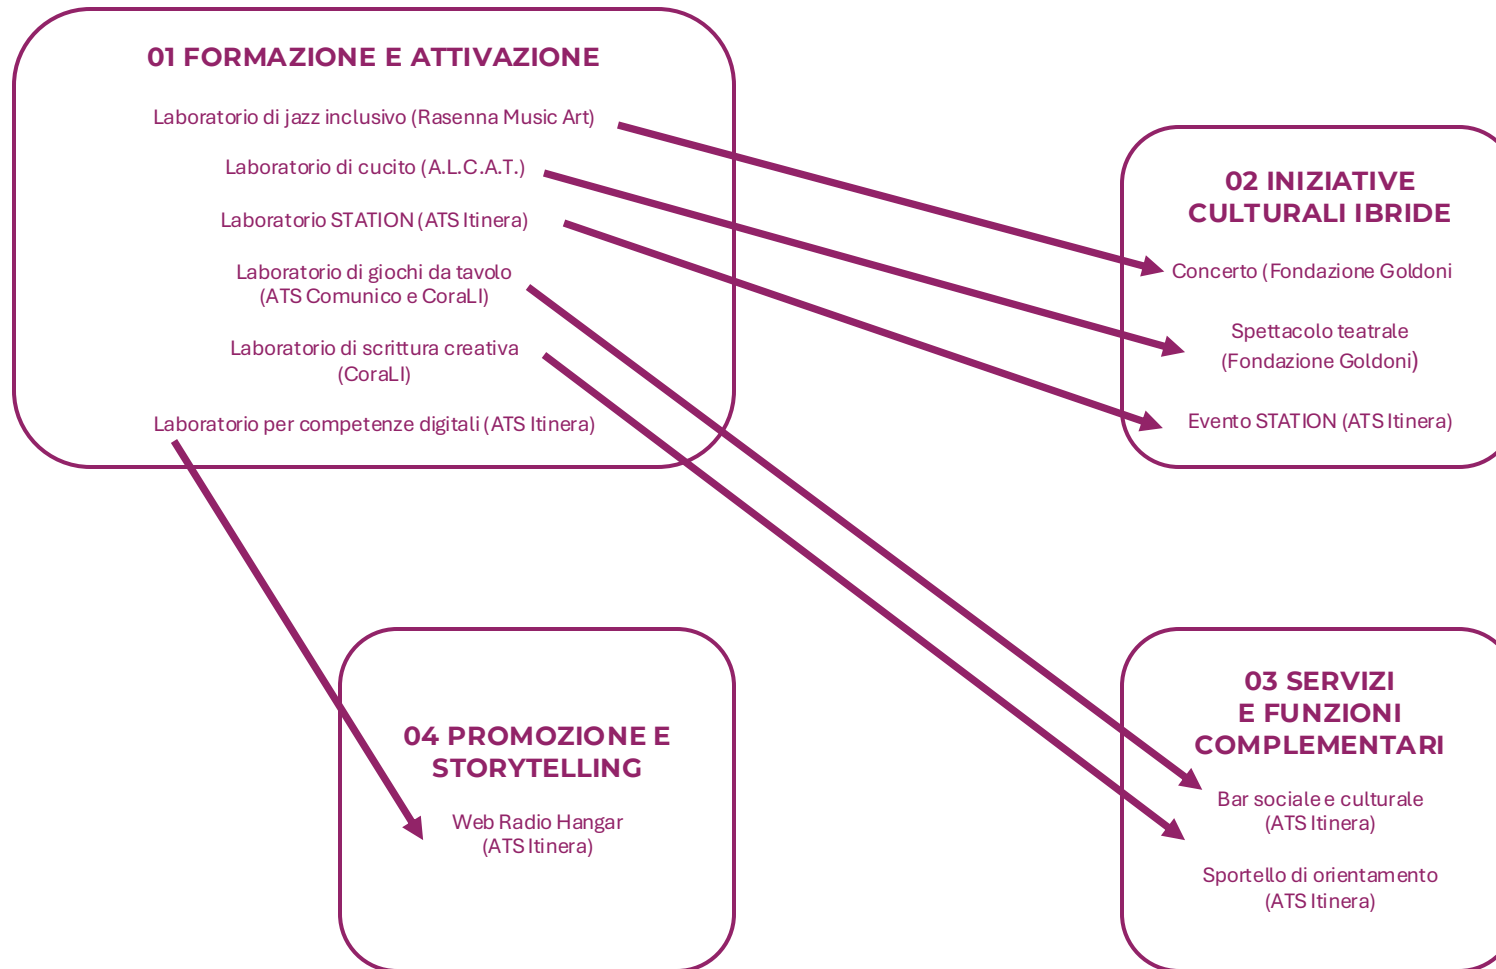 01 FORMAZIONE E ATTIVAZIONE
Laboratorio di jazz inclusivo (Rasenna Music Art)
Laboratorio di cucito (A.L.C.A.T.)
Laboratorio STATION (ATS Itinera)
Laboratorio di giochi da tavolo
(ATS Comunico e CoraLI)
Laboratorio di scrittura creativa
(CoraLI)
Laboratorio per competenze digitali (ATS Itinera)
02 INIZIATIVE
CULTURALI IBRIDE
Concerto (Fondazione Goldoni
Spettacolo teatrale
(Fondazione Goldoni)
Evento STATION (ATS Itinera)
03 SERVIZI
E FUNZIONI
COMPLEMENTARI
Bar sociale e culturale
(ATS Itinera)
Sportello di orientamento
(ATS Itinera)
04 PROMOZIONE E
STORYTELLING
Web Radio Hangar
(ATS Itinera)